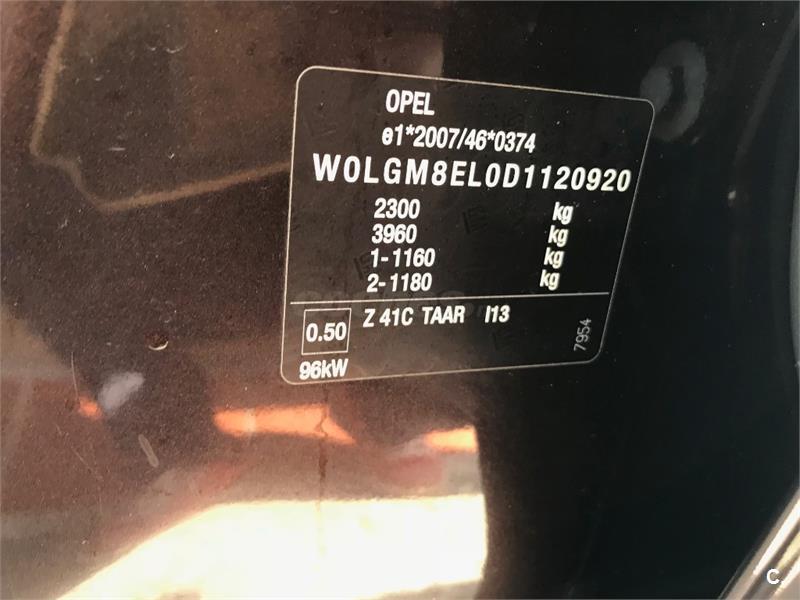 OPEL
e1*2007/46*0374
W0LGM8EL0D1120920
2300 kg
3960 kg
1-1160 kg
2-1180 kg
0.50 Z 41C TAAR I13
96kW
7954
C.